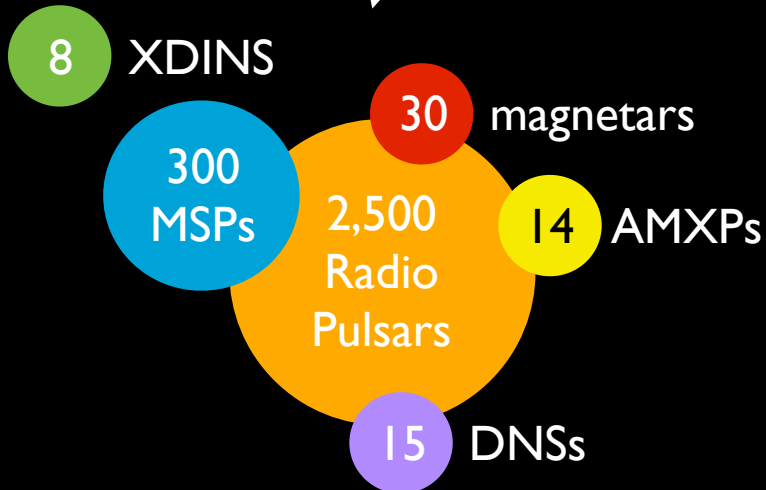 8 XDINS
30 magnetars
300
MSPs
2,500
Radio
Pulsars
14 AMXPs
15 DNSs